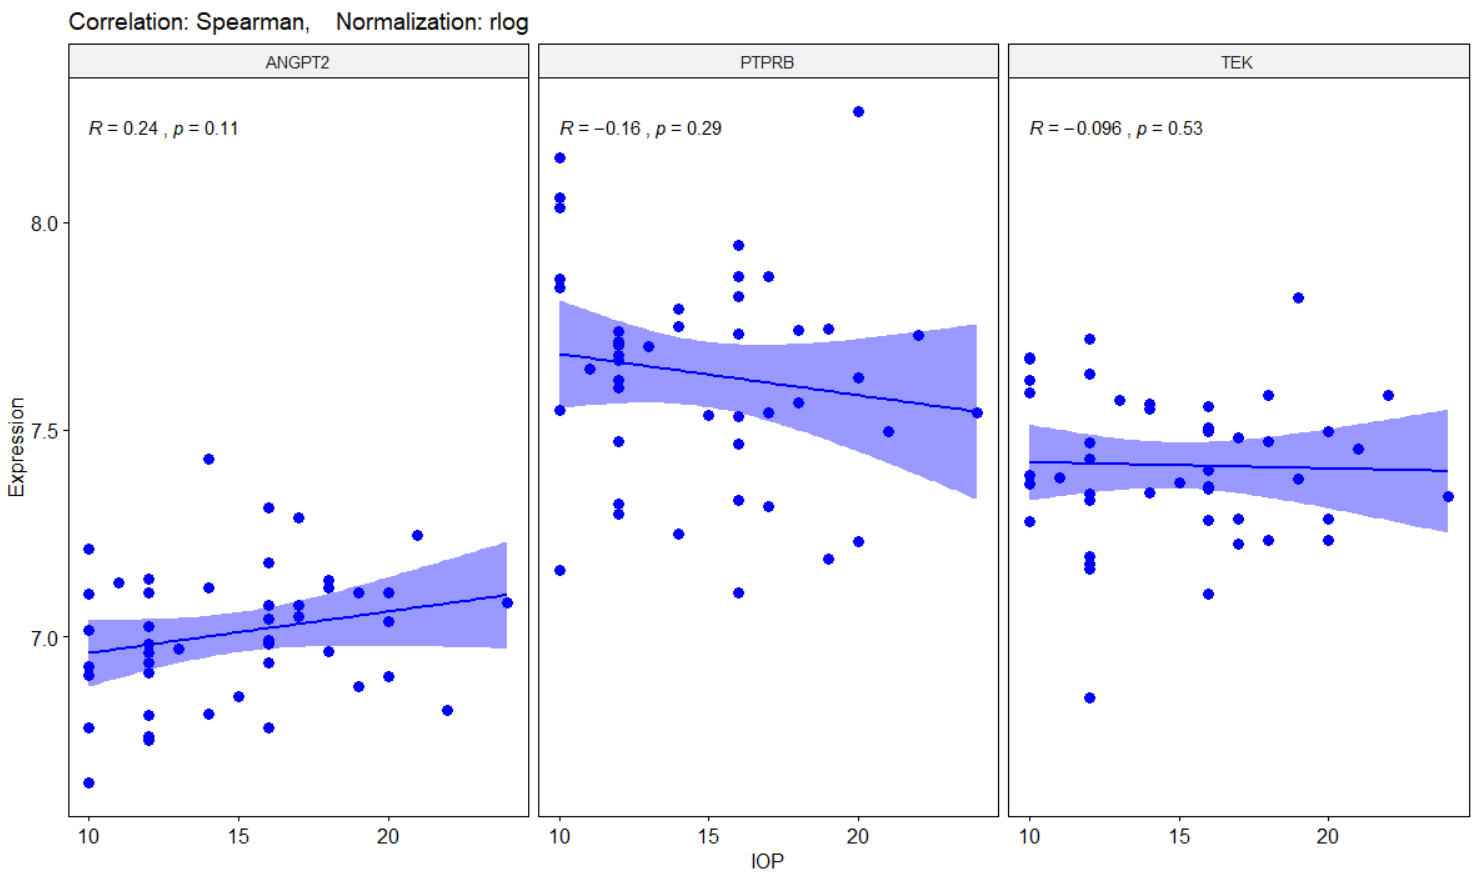 Correlation: Spearman,    Normalization: rlog
ANGPT2
PTPRB
TEK
R = 0.24 , p = 0.11
R = −0.16 , p = 0.29
R = −0.096 , p = 0.53
Expression
8.0
7.5
7.0
10 15 20
10 15 20
10 15 20
IOP